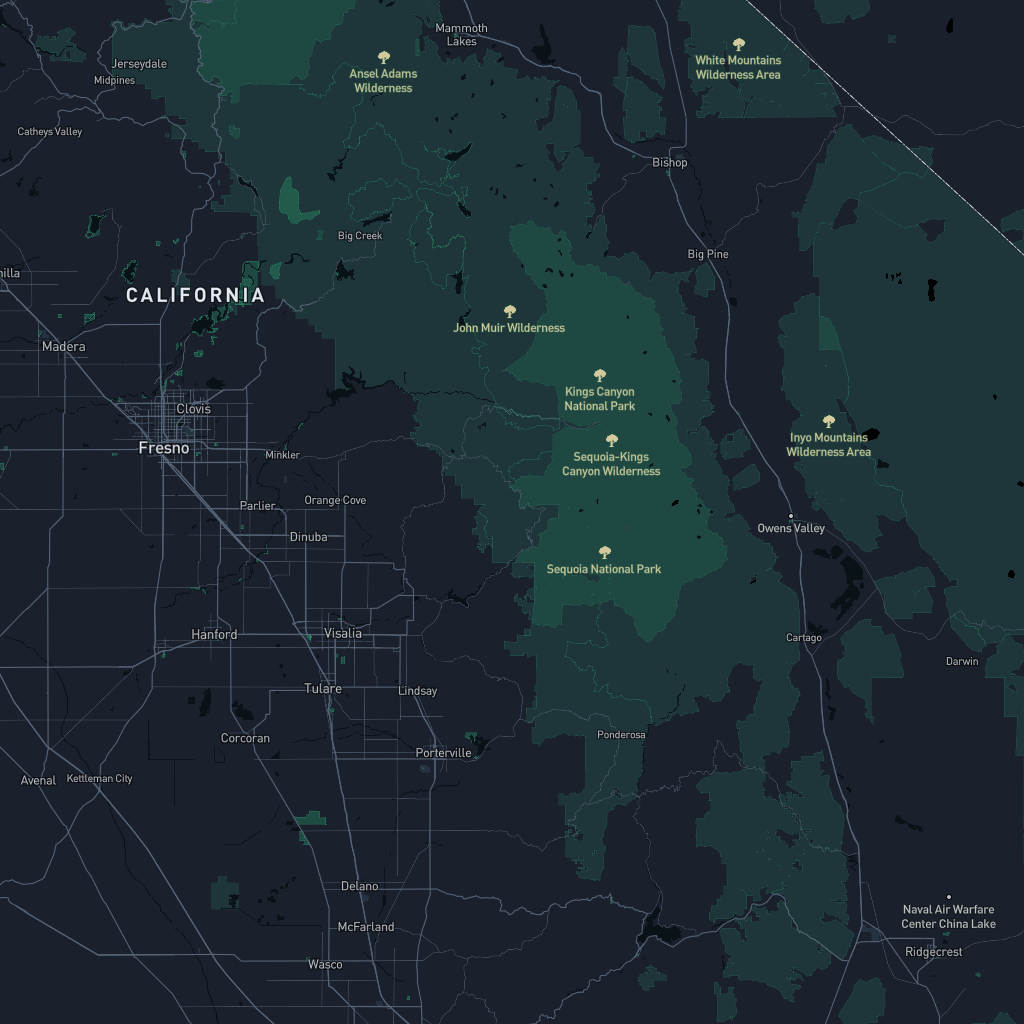 Mammoth
Lakes
White Mountains
Wilderness Area
Jerseydale
Ansel Adams
Wilderness
Midpines
Catheys Valley
Bishop
Big Creek
Big Pine
CALIFORNIA
John Muir Wilderness
Madera
Kings Canyon
National Park
Clovis
Fresno
Inyo Mountains
Wilderness Area
Minkler
Sequoia-Kings
Canyon Wilderness
Orange Cove
Parlier
Owens Valley
Dinuba
Sequoia National Park
Hanford
Visalia
Cartago
Darwin
Tulare
Lindsay
Ponderosa
Corcoran
Porterville
Avenal
Kettleman City
Delano
Naval Air Warfare
Center China Lake
McFarland
Ridgecrest
Wasco